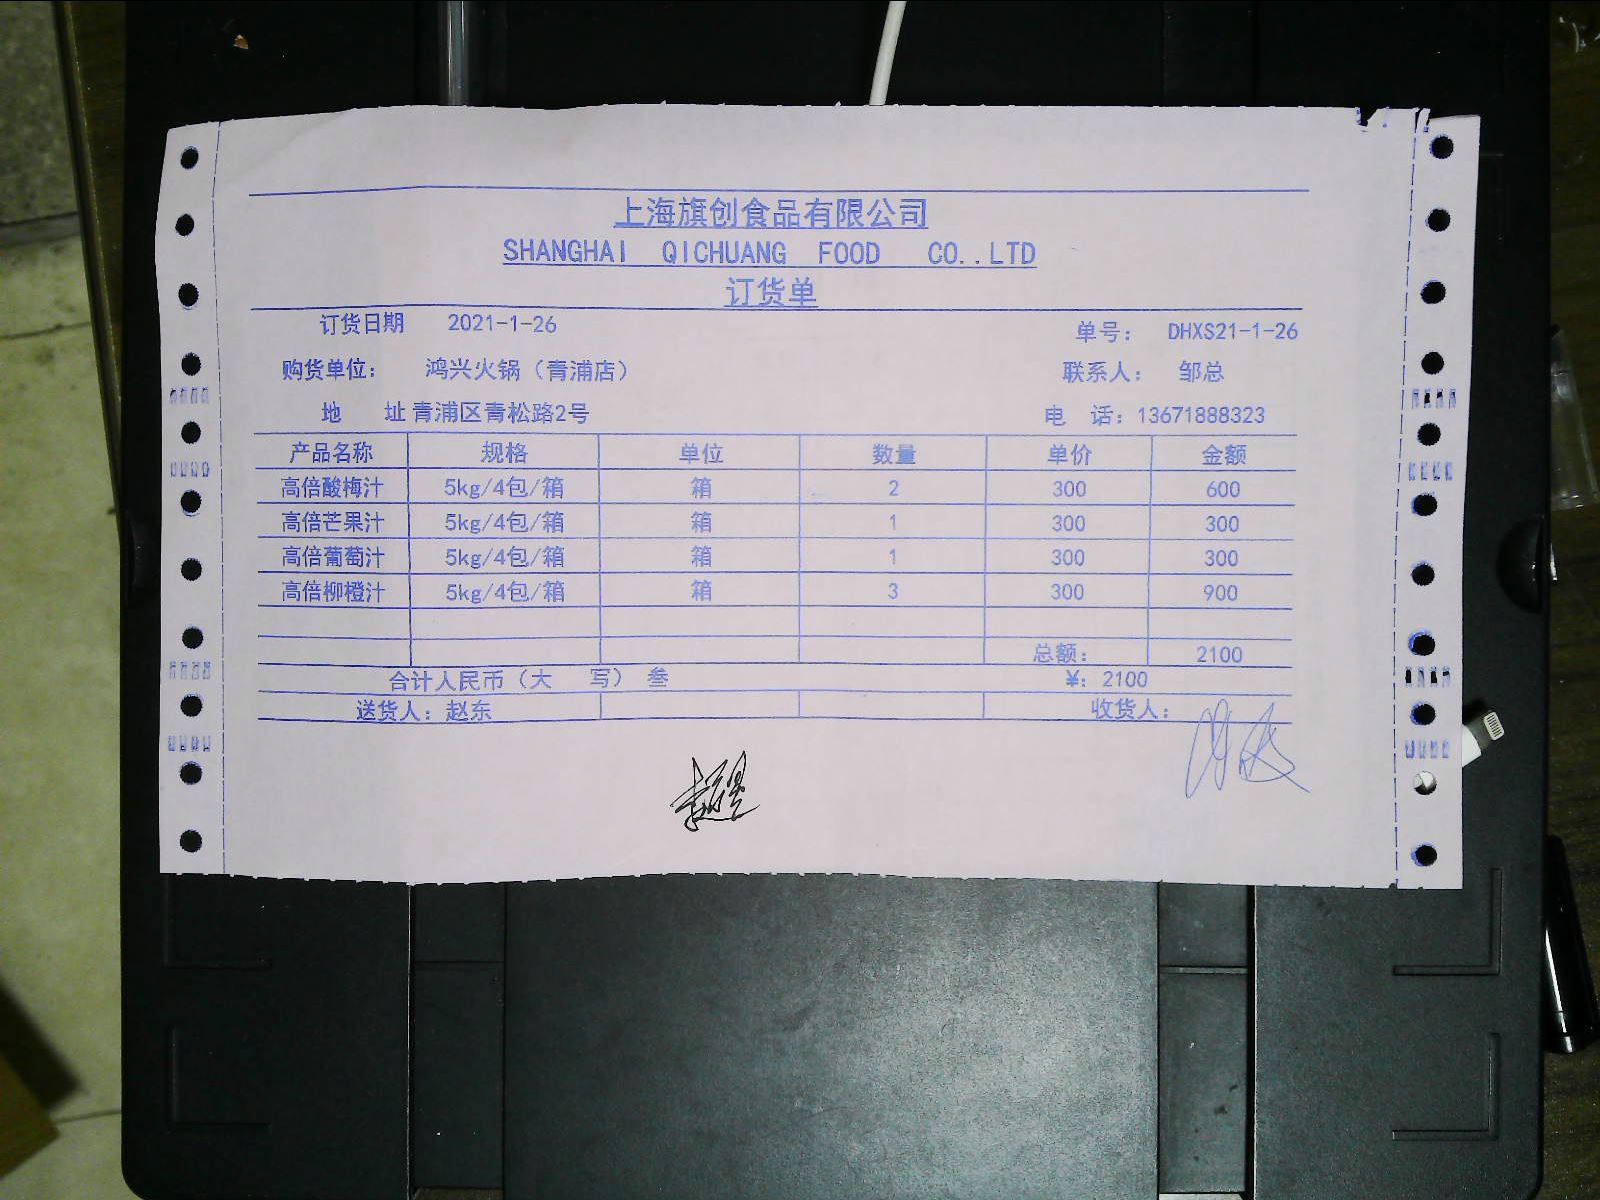 上海旗创食品有限公司
SHANGHAI QICHUANG FOOD CO..LTD
订货单
订货日期 2021-1-26 单号： DHXS21-1-26
购货单位： 鸿兴火锅（青浦店） 联系人： 邹总
地 址 青浦区青松路2号 电 话：13671888323
产品名称 规格 单位 数量 单价 金额
高倍酸梅汁 5kg/4包/箱 箱 2 300 600
高倍芒果汁 5kg/4包/箱 箱 1 300 300
高倍葡萄汁 5kg/4包/箱 箱 1 300 300
高倍柳橙汁 5kg/4包/箱 箱 3 300 900
总额： 2100
合计人民币（大 写） 叁 ¥：2100
送货人：赵东 收货人：